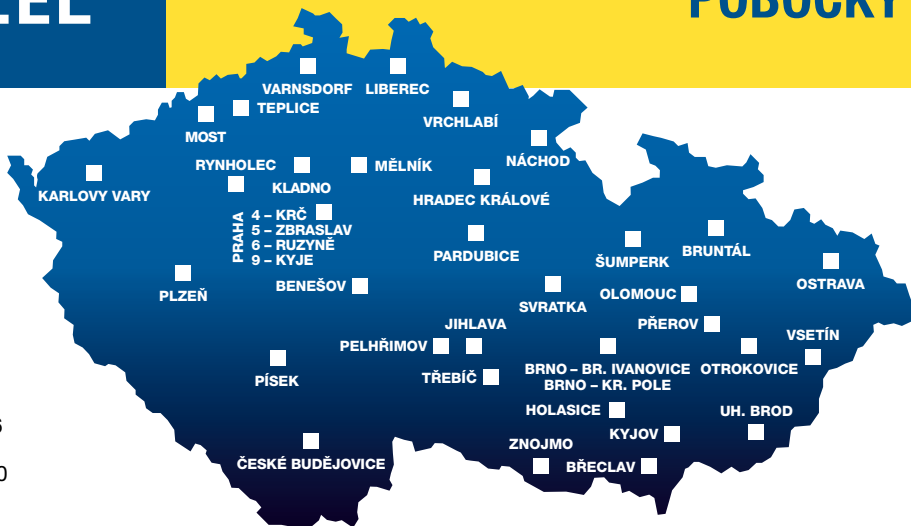 POBOČKY
VARNSDORF
LIBEREC
TEPLICE
VRCHLABÍ
MOST
NÁCHOD
RYNHOLEC
MĚLNÍK
KLADNO
KARLOVY VARY
HRADEC KRÁLOVÉ
PRAHA
4 – KRČ
5 – ZBRASLAV
6 – RUZYNĚ
9 – KYJE
PARDUBICE
ŠUMPERK
BRUNTÁL
OSTRAVA
PLZEŇ
BENEŠOV
OLOMOUC
SVRATKA
JIHLAVA
PŘEROV
VSETÍN
PELHŘIMOV
BRNO – BR. IVANOVICE
BRNO – KR. POLE
OTROKOVICE
PÍSEK
TŘEBÍČ
HOLASICE
UH. BROD
KYJOV
ZNOJMO
ČESKÉ BUDĚJOVICE
BŘECLAV